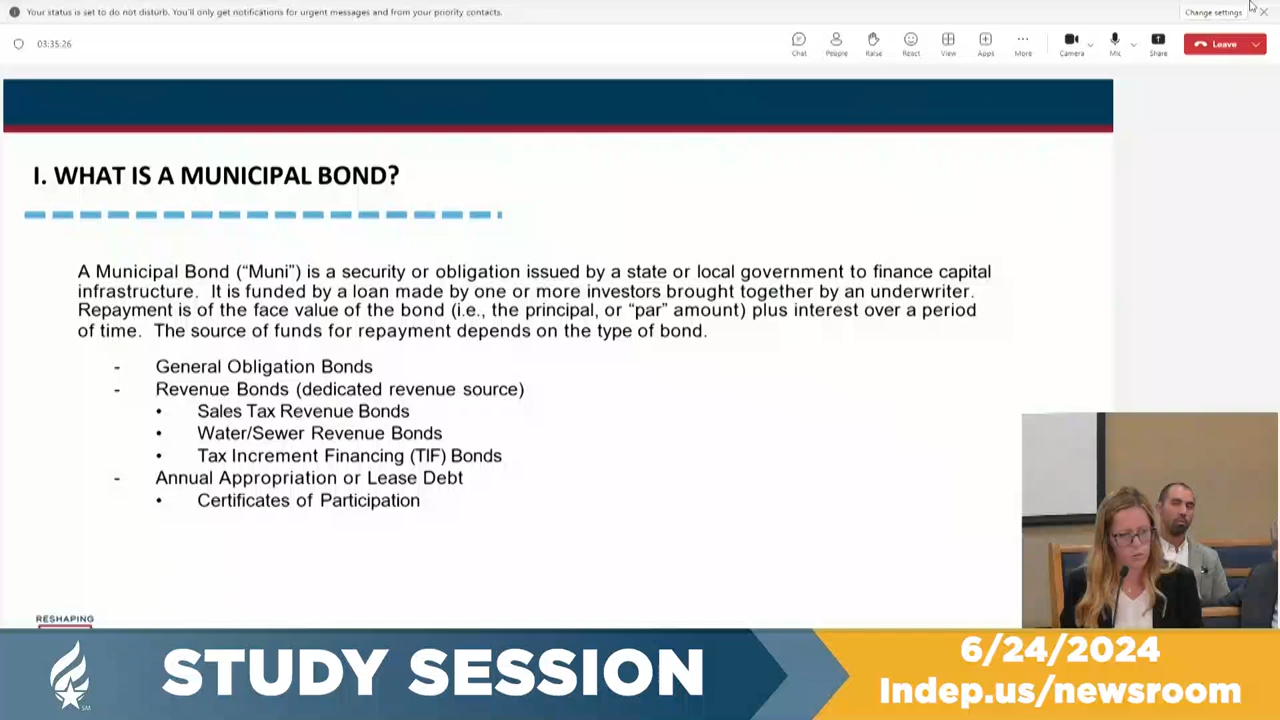 Your status is set to do not disturb. You'll only get notifications for urgent messages and from your priority contacts.
Change settings
03:35:26
Chat
People
Raise
React
View
Apps
More
Camera
Mic
Share
Leave
I. WHAT IS A MUNICIPAL BOND?
A Municipal Bond (“Muni”) is a security or obligation issued by a state or local government to finance capital
infrastructure. It is funded by a loan made by one or more investors brought together by an underwriter.
Repayment is of the face value of the bond (i.e., the principal, or “par” amount) plus interest over a period
of time. The source of funds for repayment depends on the type of bond.
- General Obligation Bonds
- Revenue Bonds (dedicated revenue source)
• Sales Tax Revenue Bonds
• Water/Sewer Revenue Bonds
• Tax Increment Financing (TIF) Bonds
- Annual Appropriation or Lease Debt
• Certificates of Participation
RESHAPING
SM
STUDY SESSION
6/24/2024
Indep.us/newsroom